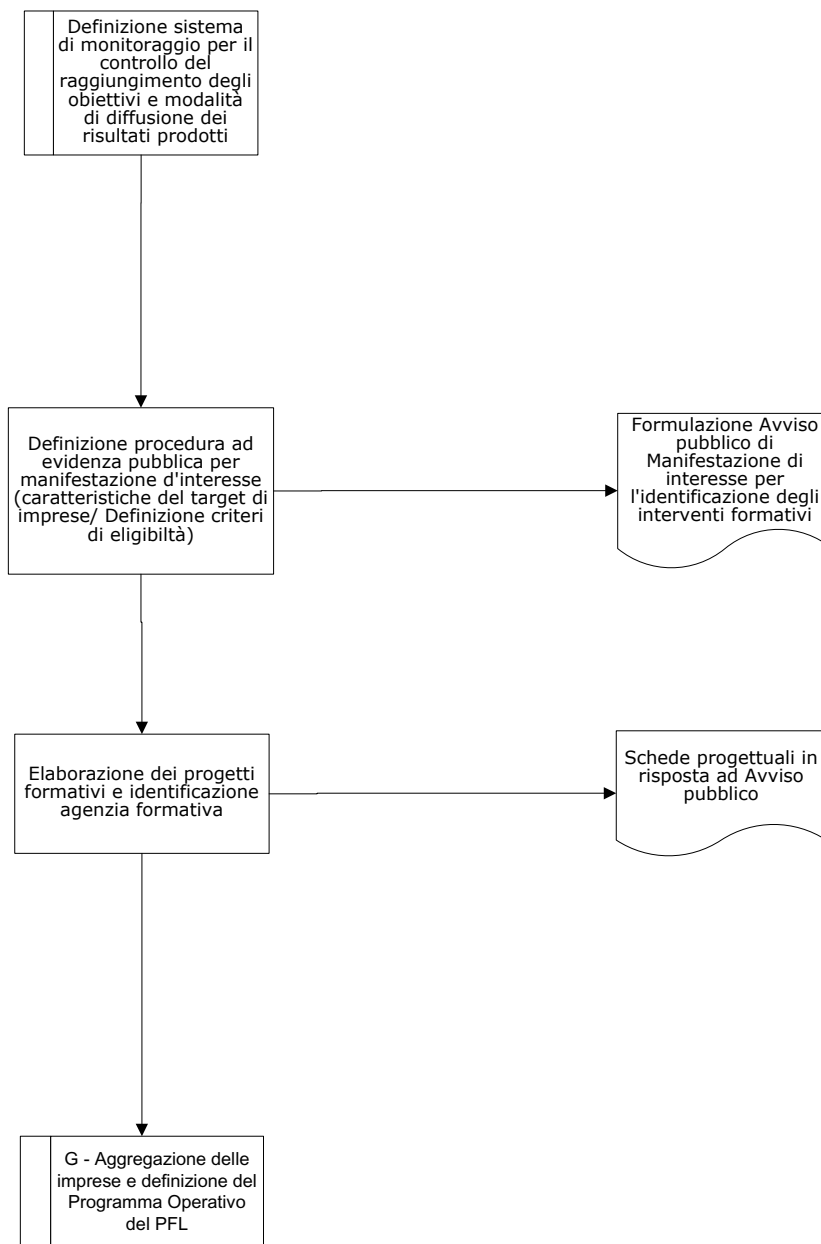 Definizione sistema
di monitoraggio per il
controllo del
raggiungimento degli
obiettivi e modalità
di diffusione dei
risultati prodotti
Definizione procedura ad
evidenza pubblica per
manifestazione d'interesse
(caratteristiche del target di
imprese/ Definizione criteri
di eligibiltà)
Formulazione Avviso
pubblico di
Manifestazione di
interesse per
l'identificazione degli
interventi formativi
Elaborazione dei progetti
formativi e identificazione
agenzia formativa
Schede progettuali in
risposta ad Avviso
pubblico
G - Aggregazione delle
imprese e definizione del
Programma Operativo
del PFL